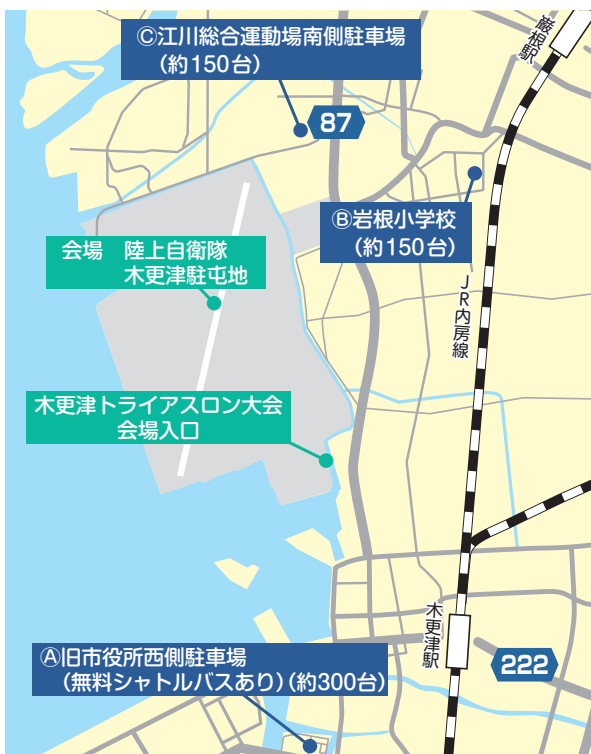 Ⓒ江川総合運動場南側駐車場
（約150台）
巌根駅
87
Ⓑ岩根小学校
（約150台）
会場　陸上自衛隊
木更津駐屯地
JR内房線
木更津トライアスロン大会
会場入口
木更津駅
Ⓐ旧市役所西側駐車場
（無料シャトルバスあり）（約300台）
222